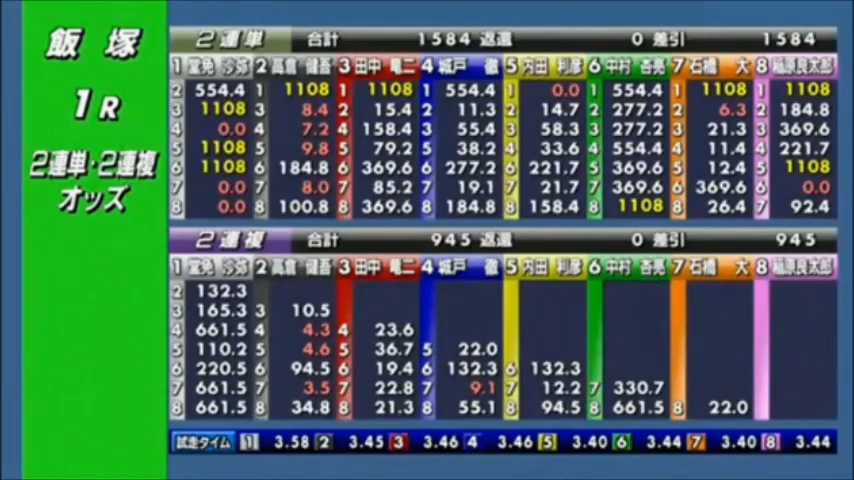 飯塚
1R
2連単・2連複
オッズ
2連単 合計 1584 返還 0 差引 1584
1 堂免 沙弥 2 高倉 健吾 3 田中 竜二 4 城戸 徹 5 内田 利彦 6 中村 杏亮 7 石橋 大 8 稲原良太郎
2 554.4 1 1108 1 1108 1 554.4 1 0.0 1 554.4 1 1108 1 1108
3 1108 3 8.4 2 15.4 2 11.3 2 14.7 2 277.2 2 6.3 2 184.8
4 0.0 4 7.2 4 158.4 3 55.4 3 58.3 3 277.2 3 21.3 3 369.6
5 1108 5 9.8 5 79.2 5 38.2 4 33.6 4 554.4 4 11.4 4 221.7
6 1108 6 184.8 6 369.6 6 277.2 6 221.7 5 369.6 5 12.4 5 1108
7 0.0 7 8.0 7 85.2 7 19.1 7 21.7 7 369.6 6 369.6 6 0.0
8 0.0 8 100.8 8 369.6 8 184.8 8 158.4 8 1108 8 26.4 7 92.4
2連複 合計 945 返還 0 差引 945
1 堂免 沙弥 2 高倉 健吾 3 田中 竜二 4 城戸 徹 5 内田 利彦 6 中村 杏亮 7 石橋 大 8 稲原良太郎
2 132.3
3 165.3 3 10.5
4 661.5 4 4.3 4 23.6
5 110.2 5 4.6 5 36.7 5 22.0
6 220.5 6 94.5 6 19.4 6 132.3 6 132.3
7 661.5 7 3.5 7 22.8 7 9.1 7 12.2 7 330.7
8 661.5 8 34.8 8 21.3 8 55.1 8 94.5 8 661.5 8 22.0
試走タイム 1 3.58 2 3.45 3 3.46 4 3.46 5 3.40 6 3.44 7 3.40 8 3.44